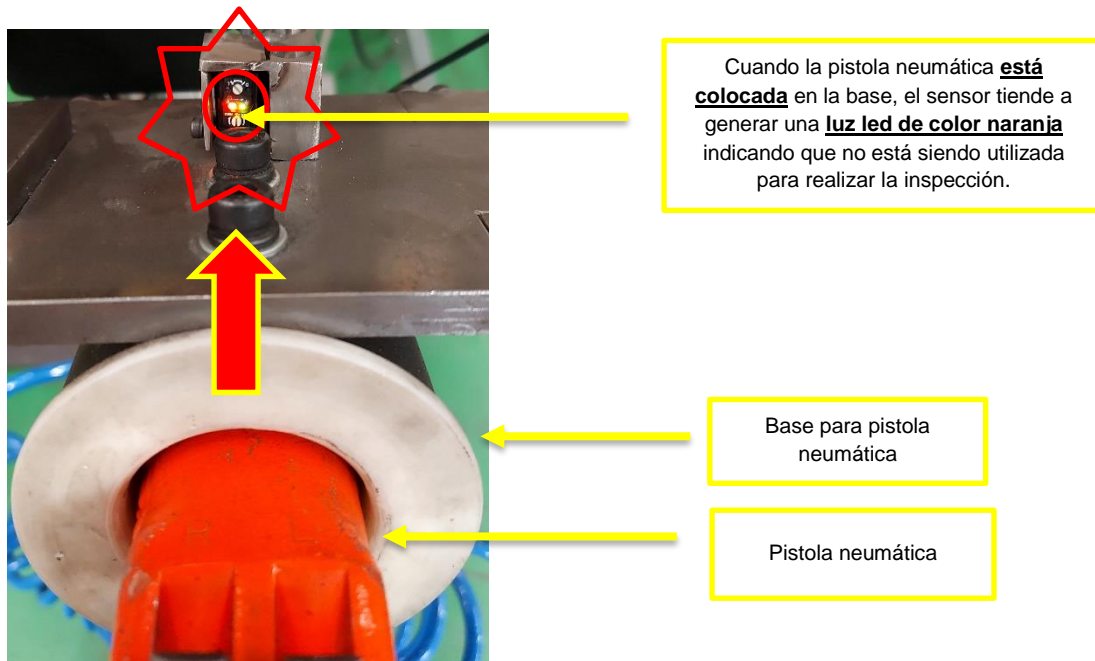 Cuando la pistola neumática está
colocada en la base, el sensor tiende a
generar una luz led de color naranja
indicando que no está siendo utilizada
para realizar la inspección.
Base para pistola
neumática
R L
Pistola neumática